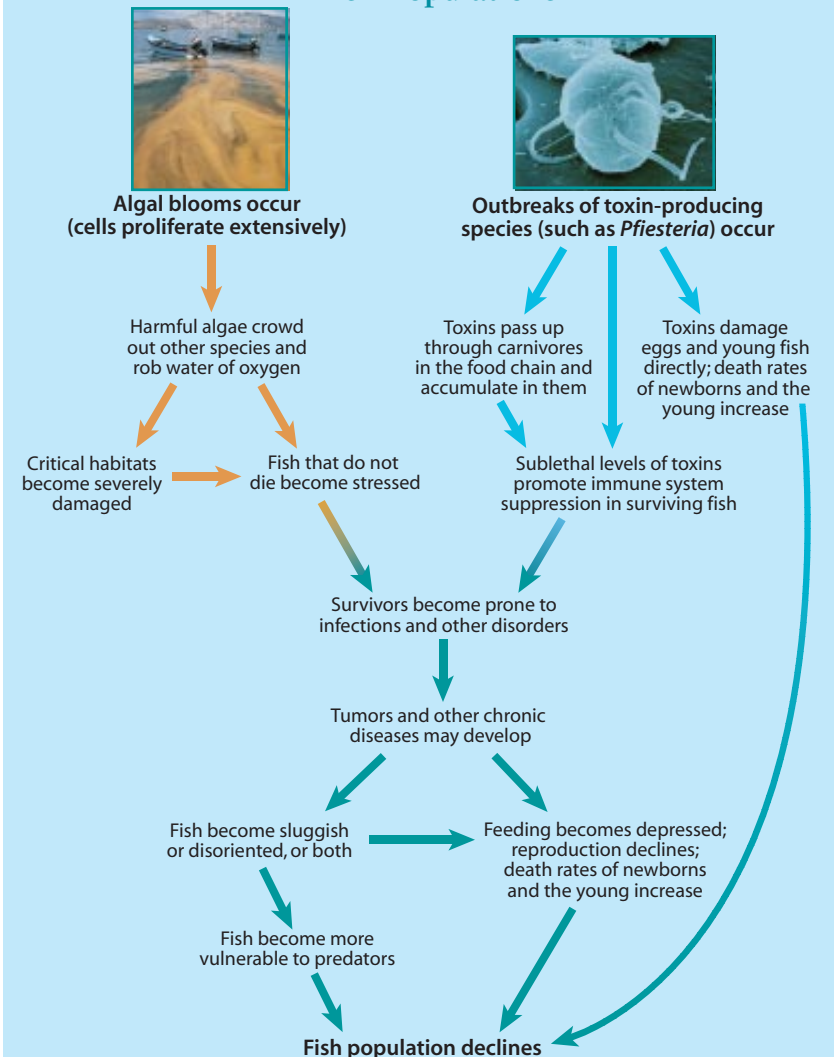 Algal blooms occur
(cells proliferate extensively)
Outbreaks of toxin-producing
species (such as Pfiesteria) occur
Harmful algae crowd
out other species and
rob water of oxygen
Toxins pass up
through carnivores
in the food chain and
accumulate in them
Toxins damage
eggs and young fish
directly; death rates
of newborns and the
young increase
Critical habitats
become severely
damaged
Fish that do not
die become stressed
Sublethal levels of toxins
promote immune system
suppression in surviving fish
Survivors become prone to
infections and other disorders
Tumors and other chronic
diseases may develop
Fish become sluggish
or disoriented, or both
Feeding becomes depressed;
reproduction declines;
death rates of newborns
and the young increase
Fish become more
vulnerable to predators
Fish population declines